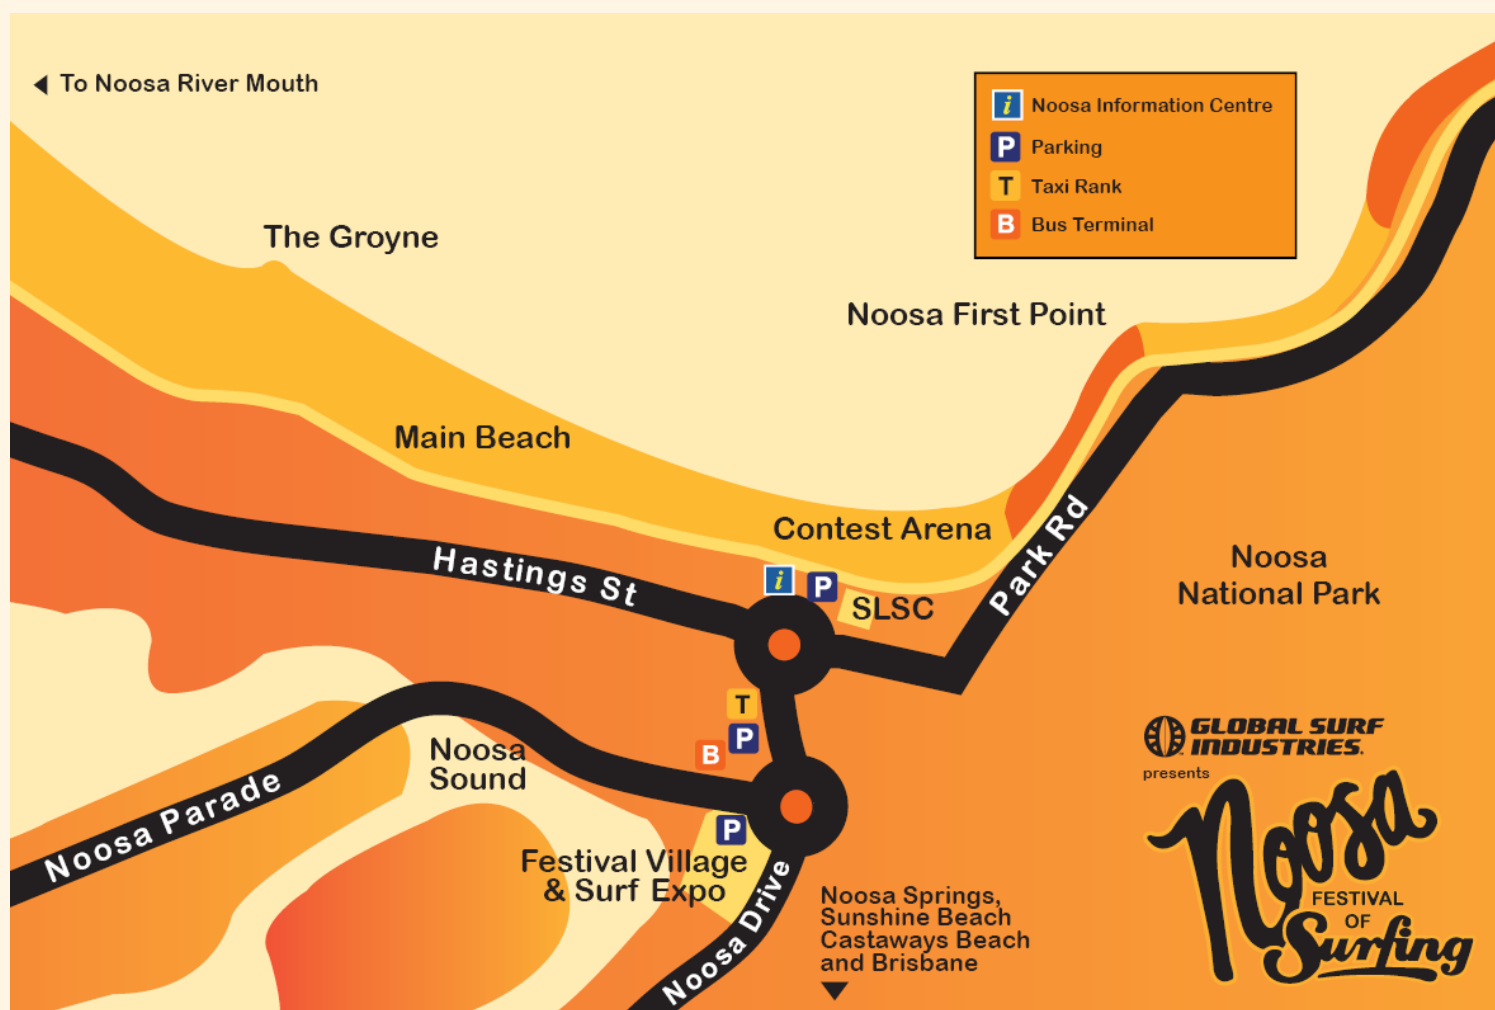 To Noosa River Mouth
i Noosa Information Centre
P Parking
T Taxi Rank
B Bus Terminal
The Groyne
Noosa First Point
Main Beach
Contest Arena
Hastings St
i
P
SLSC
Park Rd
Noosa
National Park
T
P
B
Noosa
Sound
Noosa Parade
P
Festival Village
& Surf Expo
Noosa Drive
Noosa Springs,
Sunshine Beach
Castaways Beach
and Brisbane
GLOBAL SURF
INDUSTRIES.
presents
Noosa
FESTIVAL
OF
Surfing